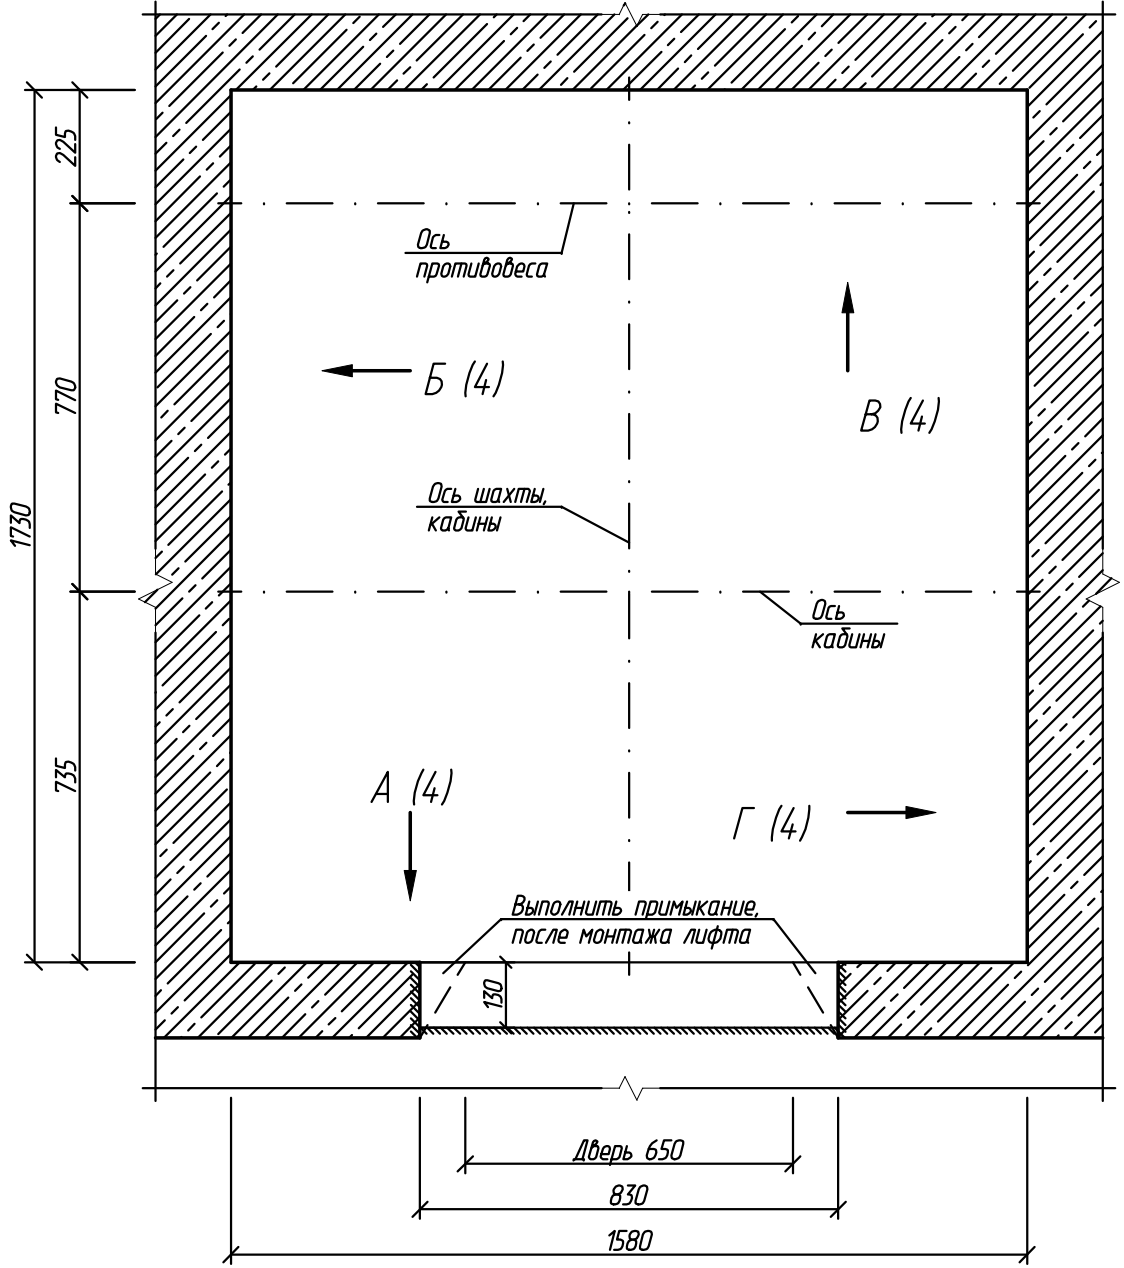 225
Ось
противовеса
Б (4)
В (4)
770
Ось шахты,
кабины
1730
Ось
кабины
735
А (4)
Г (4)
Выполнить примыкание,
после монтажа лифта
130
Дверь 650
830
1580